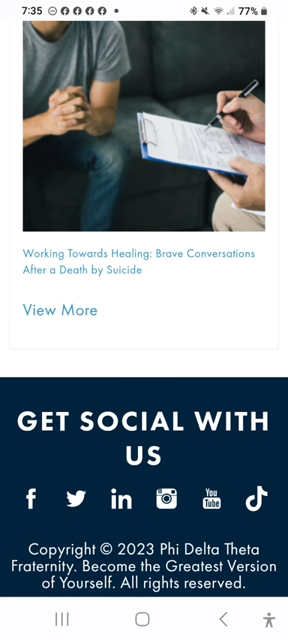 7:35
77%
Working Towards Healing: Brave Conversations
After a Death by Suicide
View More
GET SOCIAL WITH
US
You
Tube
Copyright © 2023 Phi Delta Theta
Fraternity. Become the Greatest Version
of Yourself. All rights reserved.